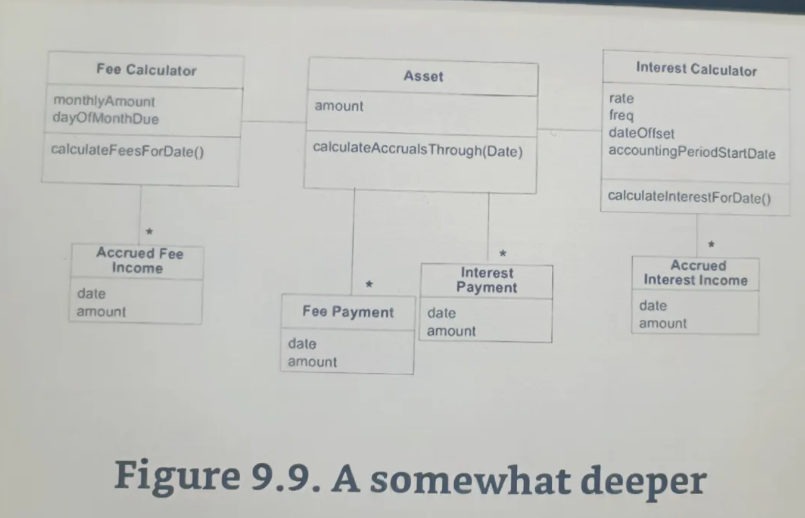 Fee Calculator
monthlyAmount
dayOfMonthDue
calculateFeesForDate()
Asset
amount
calculateAccrualsThrough(Date)
Interest Calculator
rate
freq
dateOffset
accountingPeriodStartDate
calculateInterestForDate()
*
Accrued Fee
Income
date
amount
*
Fee Payment
date
amount
*
Interest
Payment
date
amount
*
Accrued
Interest Income
date
amount
Figure 9.9. A somewhat deeper